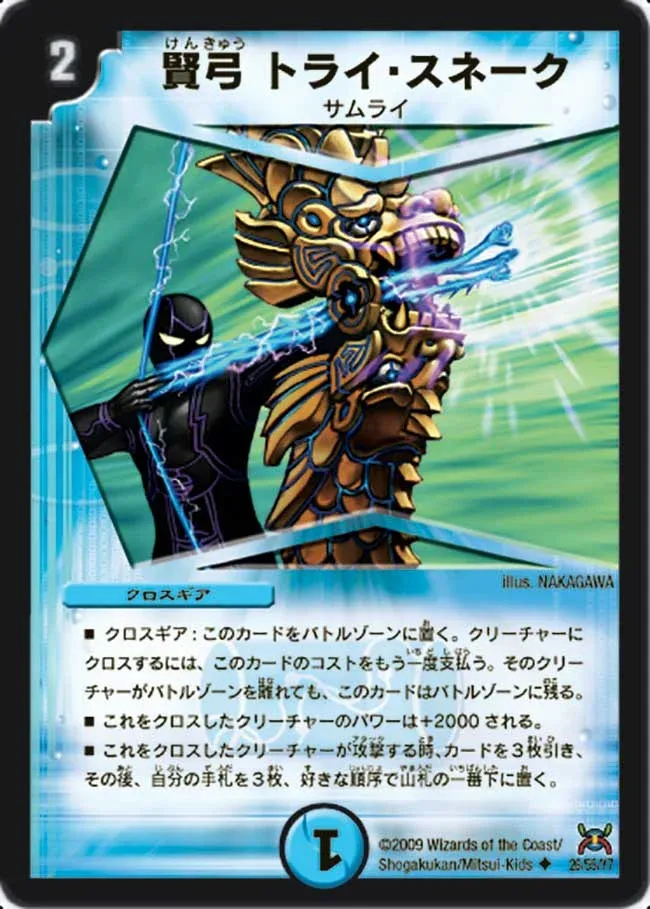 2
けんきゅう
賢弓 トライ・スネーク
サムライ
illus. NAKAGAWA
クロスギア
■ クロスギア：このカードをバトルゾーンに置く。クリーチャーに
クロスするには、このカードのコストをもう一度支払う。そのクリー
チャーがバトルゾーンを離れても、このカードはバトルゾーンに残る。
■ これをクロスしたクリーチャーのパワーは+2000 される。
■ これをクロスしたクリーチャーが攻撃する時、カードを3枚引き、
その後、自分の手札を3枚、好きな順序で山札の一番下に置く。
1
©2009 Wizards of the Coast/
Shogakukan/Mitsui-Kids